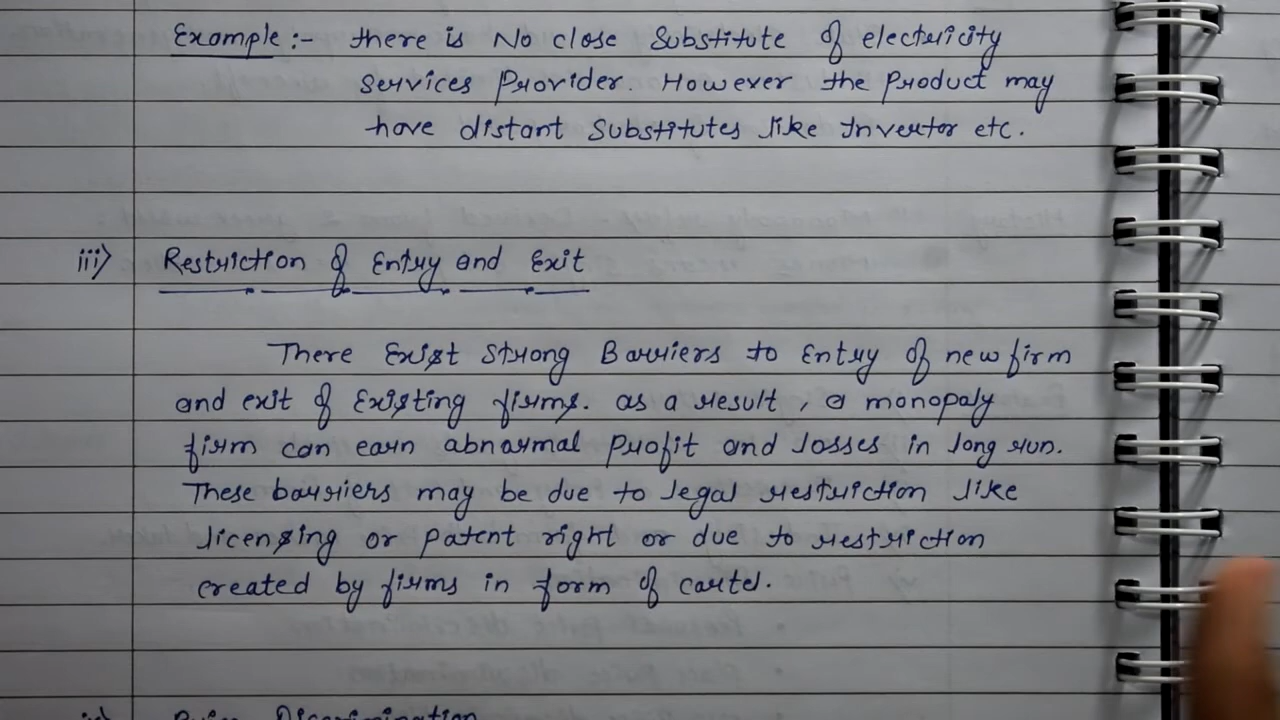 Example:- there is No close Substitute of electricity
Services Provider. However the Product may
have distant Substitutes like Invertor etc.
iii) Restriction of Entry and Exit
There Exist Strong Barriers to Entry of new firm
and exit of Existing firms. as a result, a monopaly
firm can earn abnormal Profit and losses in long run.
These barriers may be due to legal restriction like
licensing or Patent right or due to restriction
created by firms in form of cartel.
Discrimination